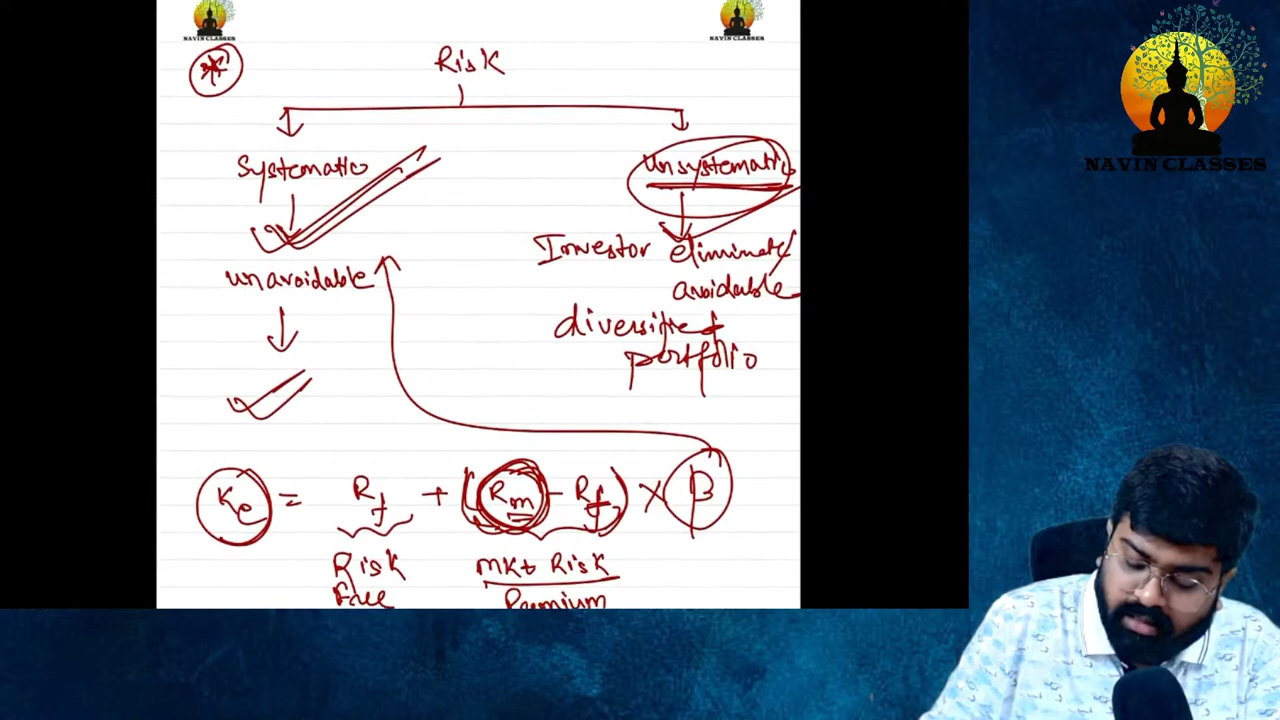 NAVIN CLASSES
NAVIN CLASSES
NAVIN CLASSES
Risk
Systematic
Unsystematic
unavoidable
Investor eliminate/
avoidable
diversified
portfolio
Ke = Rf + (Rm - Rf) × β
Risk
Free
Mkt Risk
Premium